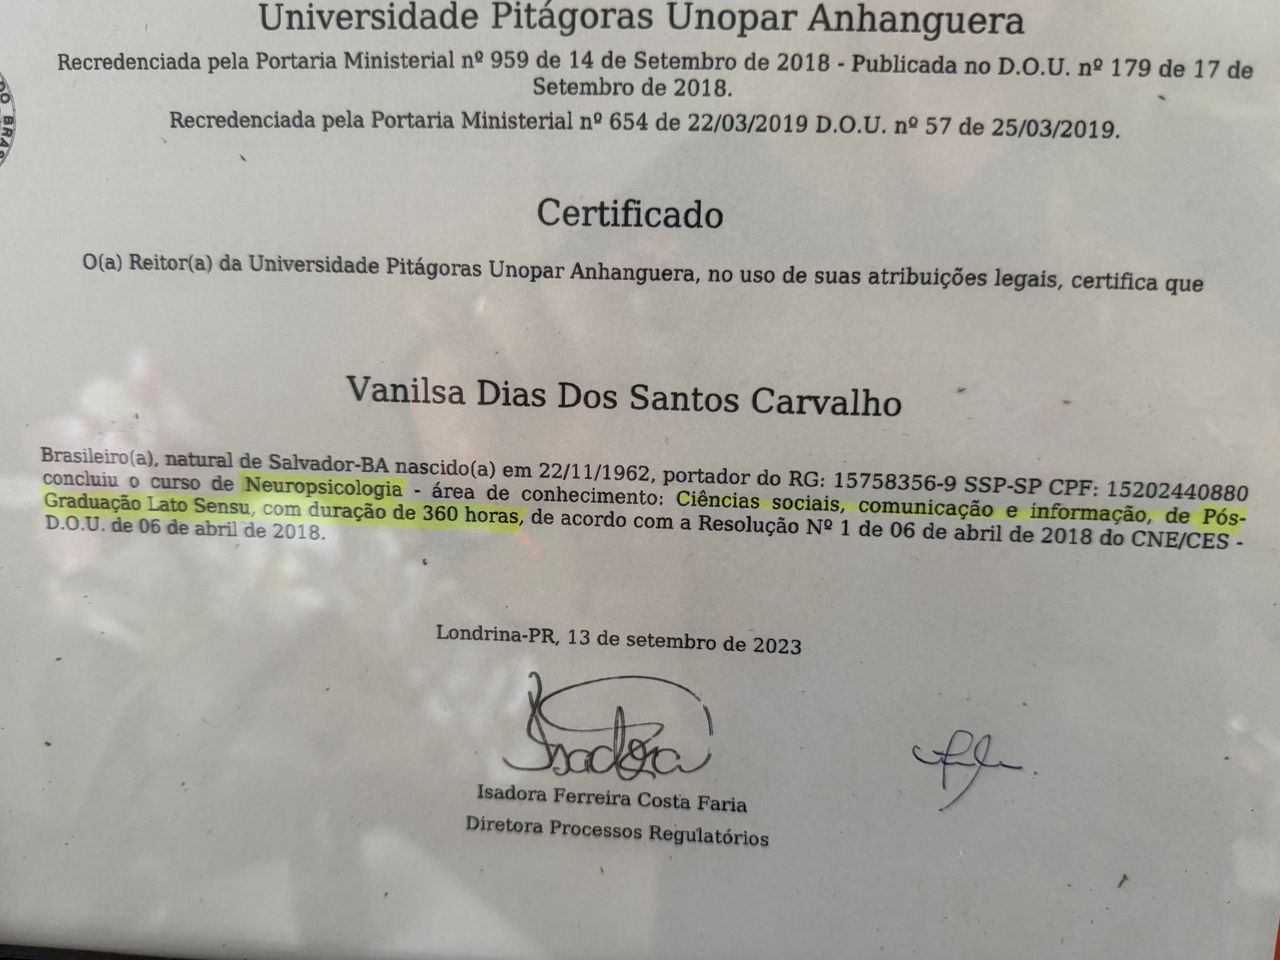 Universidade Pitágoras Unopar Anhanguera
Recredenciada pela Portaria Ministerial nº 959 de 14 de Setembro de 2018 - Publicada no D.O.U. nº 179 de 17 de
Setembro de 2018.
Recredenciada pela Portaria Ministerial nº 654 de 22/03/2019 D.O.U. nº 57 de 25/03/2019.
Certificado
O(a) Reitor(a) da Universidade Pitágoras Unopar Anhanguera, no uso de suas atribuições legais, certifica que
Vanilsa Dias Dos Santos Carvalho
Brasileiro(a), natural de Salvador-BA nascido(a) em 22/11/1962, portador do RG: 15758356-9 SSP-SP CPF: 15202440880
concluiu o curso de Neuropsicologia - área de conhecimento: Ciências sociais, comunicação e informação, de Pós-
Graduação Lato Sensu, com duração de 360 horas, de acordo com a Resolução Nº 1 de 06 de abril de 2018 do CNE/CES -
D.O.U. de 06 de abril de 2018.
Londrina-PR, 13 de setembro de 2023
Isadora
Isadora Ferreira Costa Faria
Diretora Processos Regulatórios